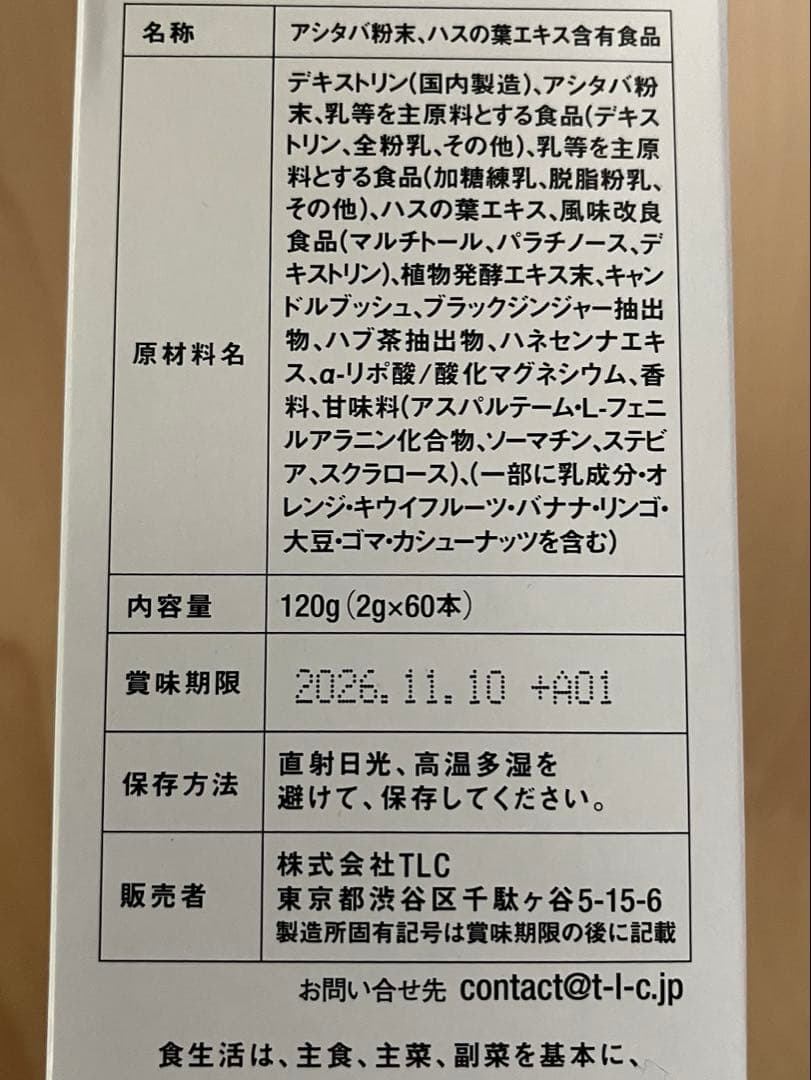 名称
アシタバ粉末、ハスの葉エキス含有食品
原材料名
デキストリン(国内製造)、アシタバ粉
末、乳等を主原料とする食品(デキス
トリン、全粉乳、その他)、乳等を主原
料とする食品(加糖練乳、脱脂粉乳、
その他)、ハスの葉エキス、風味改良
食品(マルチトール、パラチノース、デ
キストリン)、植物発酵エキス末、キャン
ドルブッシュ、ブラックジンジャー抽出
物、ハブ茶抽出物、ハネセンナエキ
ス、α-リポ酸/酸化マグネシウム、香
料、甘味料(アスパルテーム・L-フェニ
ルアラニン化合物、ソーマチン、ステビ
ア、スクラロース)、(一部に乳成分・オ
レンジ・キウイフルーツ・バナナ・リンゴ・
大豆・ゴマ・カシューナッツを含む)
内容量
120g(2g×60本)
賞味期限
2026.11.10 +A01
保存方法
直射日光、高温多湿を
避けて、保存してください。
販売者
株式会社TLC
東京都渋谷区千駄ヶ谷5-15-6
製造所固有記号は賞味期限の後に記載
お問い合せ先 contact@t-l-c.jp
食生活は、主食、主菜、副菜を基本に、